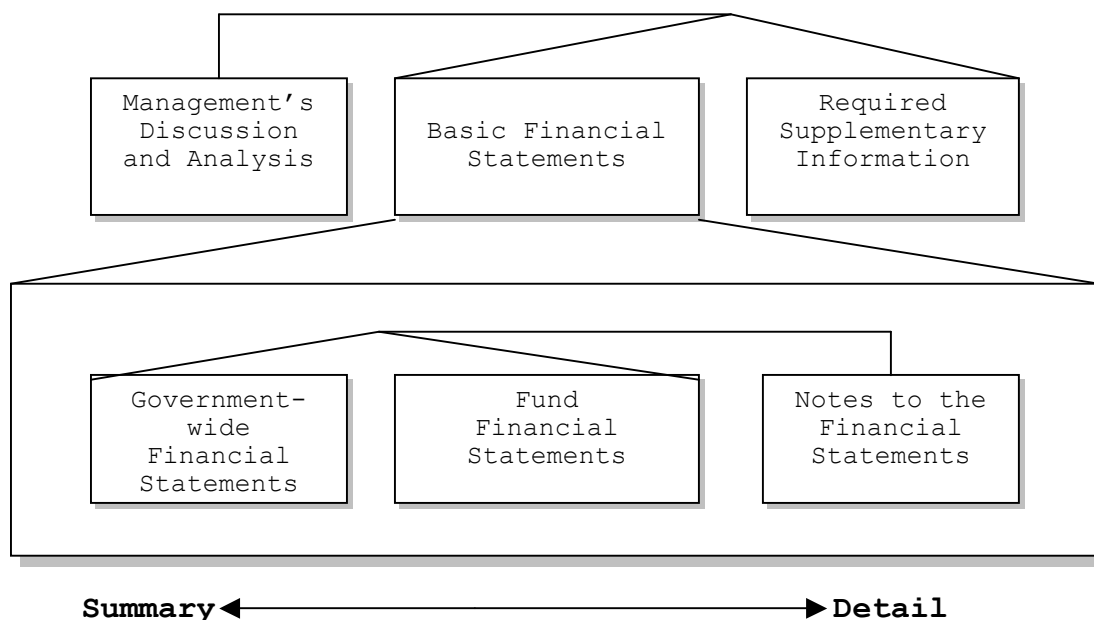 Management’s
Discussion
and Analysis
Basic Financial
Statements
Required
Supplementary
Information
Government-
wide
Financial
Statements
Fund
Financial
Statements
Notes to the
Financial
Statements
Summary Detail